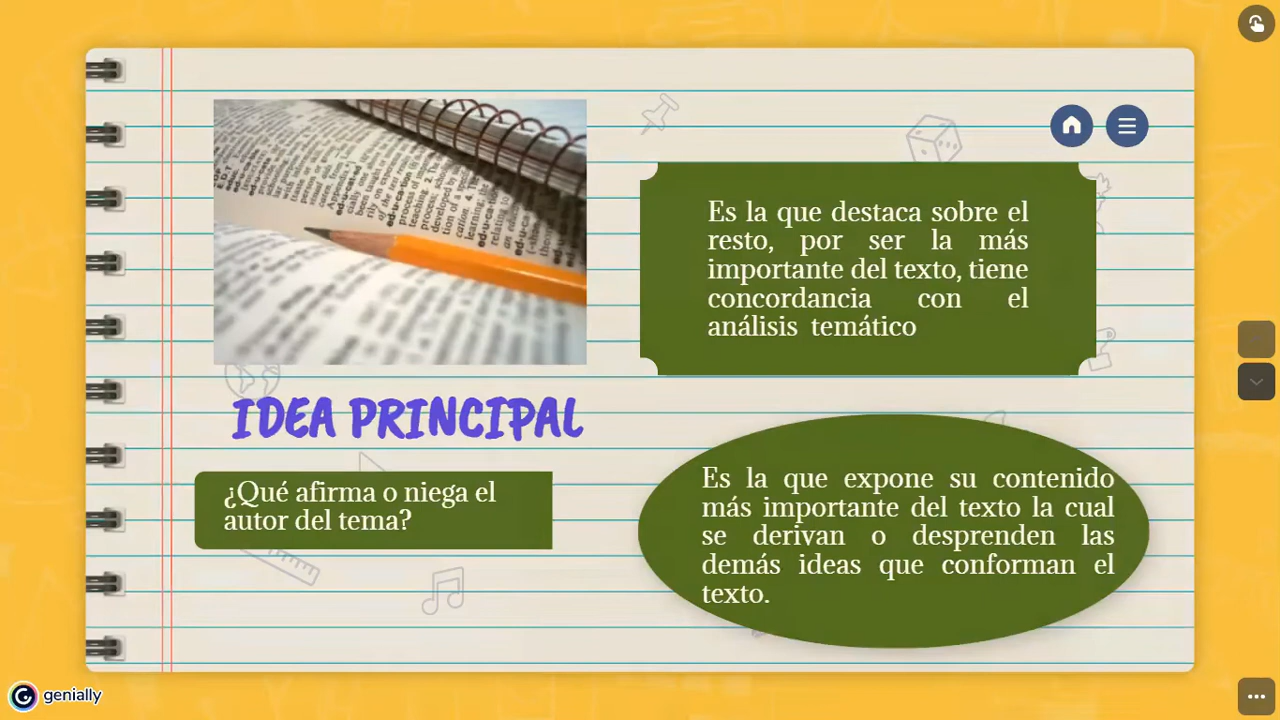 IDEA PRINCIPAL
¿Qué afirma o niega el
autor del tema?
Es la que destaca sobre el
resto, por ser la más
importante del texto, tiene
concordancia con el
análisis temático
Es la que expone su contenido
más importante del texto la cual
se derivan o desprenden las
demás ideas que conforman el
texto.
genially